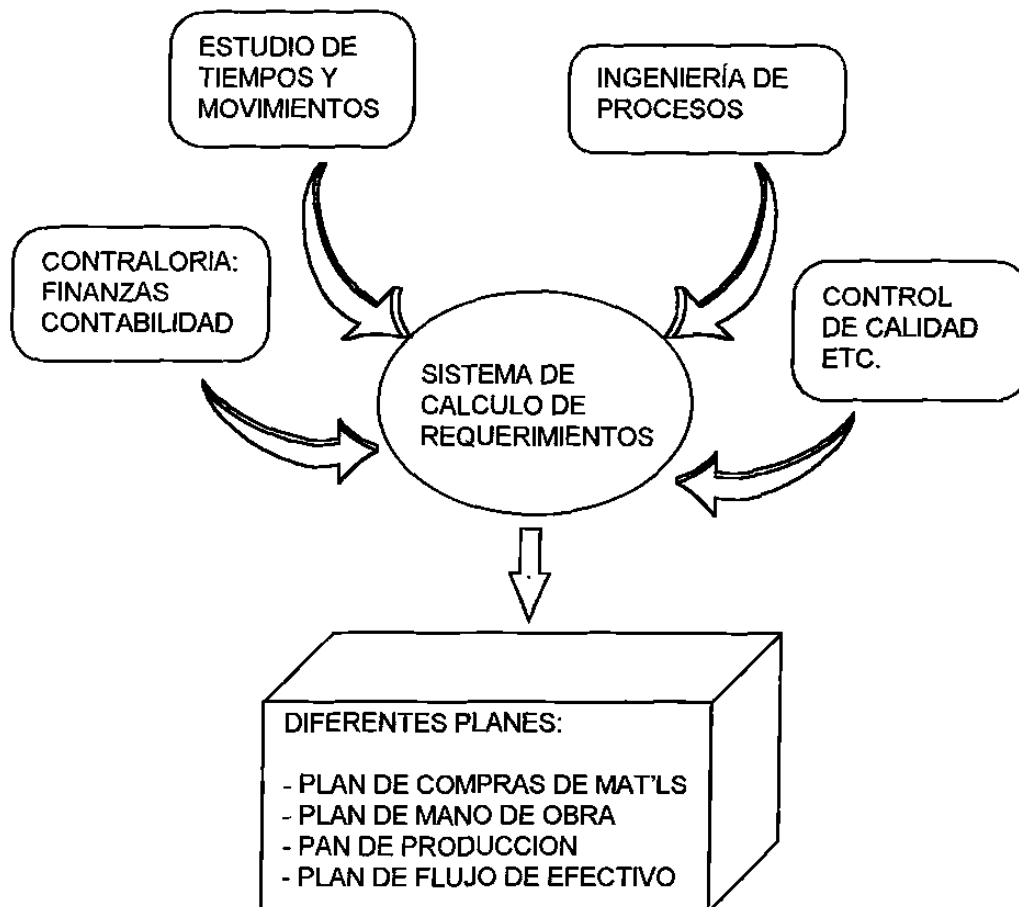 ESTUDIO DE
TIEMPOS Y
MOVIMIENTOS
INGENIERÍA DE
PROCESOS
CONTRALORIA:
FINANZAS
CONTABILIDAD
CONTROL
DE CALIDAD
ETC.
SISTEMA DE
CALCULO DE
REQUERIMIENTOS
DIFERENTES PLANES:
- PLAN DE COMPRAS DE MAT'LS
- PLAN DE MANO DE OBRA
- PAN DE PRODUCCION
- PLAN DE FLUJO DE EFECTIVO